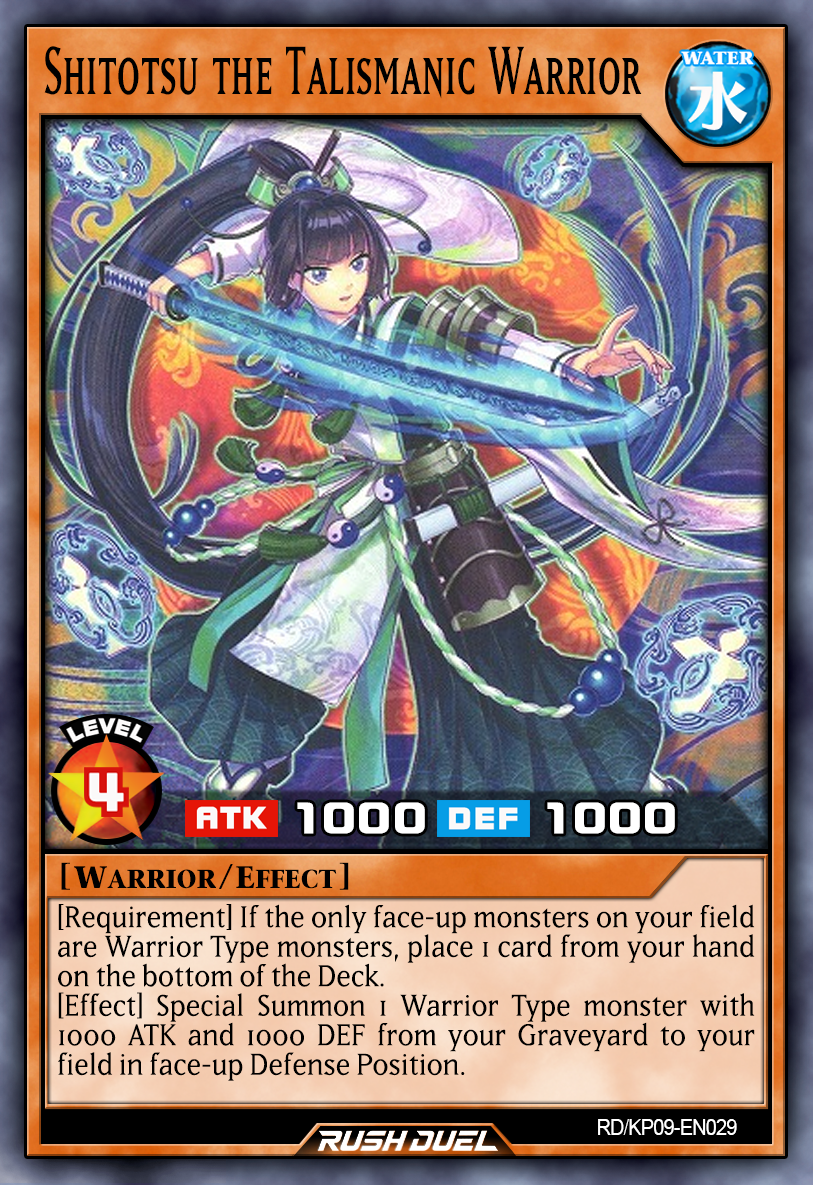 Shitotsu the Talismanic Warrior
WATER
水
LEVEL
4
ATK 1000 DEF 1000
[Warrior/Effect]
[Requirement] If the only face-up monsters on your field
are Warrior Type monsters, place 1 card from your hand
on the bottom of the Deck.
[Effect] Special Summon 1 Warrior Type monster with
1000 ATK and 1000 DEF from your Graveyard to your
field in face-up Defense Position.
RUSH DUEL
RD/KP09-EN029